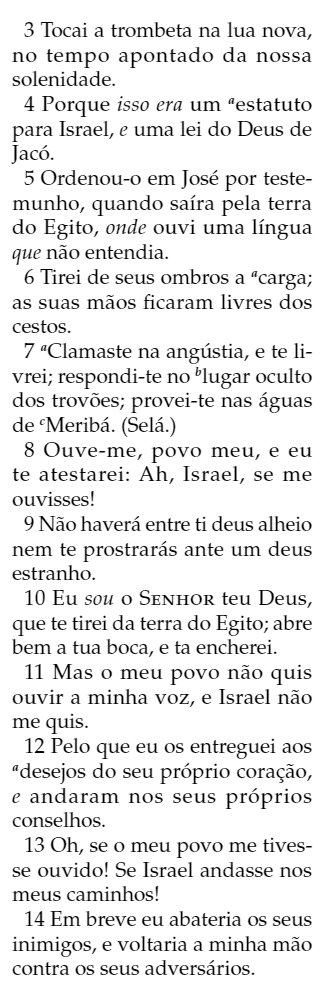 3 Tocai a trombeta na lua nova,
no tempo apontado da nossa
solenidade.
4 Porque isso era um ᵃestatuto
para Israel, e uma lei do Deus de
Jacó.
5 Ordenou-o em José por teste-
munho, quando saíra pela terra
do Egito, onde ouvi uma língua
que não entendia.
6 Tirei de seus ombros a ᵃcarga;
as suas mãos ficaram livres dos
cestos.
7 ᵃClamaste na angústia, e te li-
vrei; respondi-te no ᵇlugar oculto
dos trovões; provei-te nas águas
de ᶜMeribá. (Selá.)
8 Ouve-me, povo meu, e eu
te atestarei: Ah, Israel, se me
ouvisses!
9 Não haverá entre ti deus alheio
nem te prostrarás ante um deus
estranho.
10 Eu sou o SENHOR teu Deus,
que te tirei da terra do Egito; abre
bem a tua boca, e ta encherei.
11 Mas o meu povo não quis
ouvir a minha voz, e Israel não
me quis.
12 Pelo que eu os entreguei aos
ᵃdesejos do seu próprio coração,
e andaram nos seus próprios
conselhos.
13 Oh, se o meu povo me tives-
se ouvido! Se Israel andasse nos
meus caminhos!
14 Em breve eu abateria os seus
inimigos, e voltaria a minha mão
contra os seus adversários.